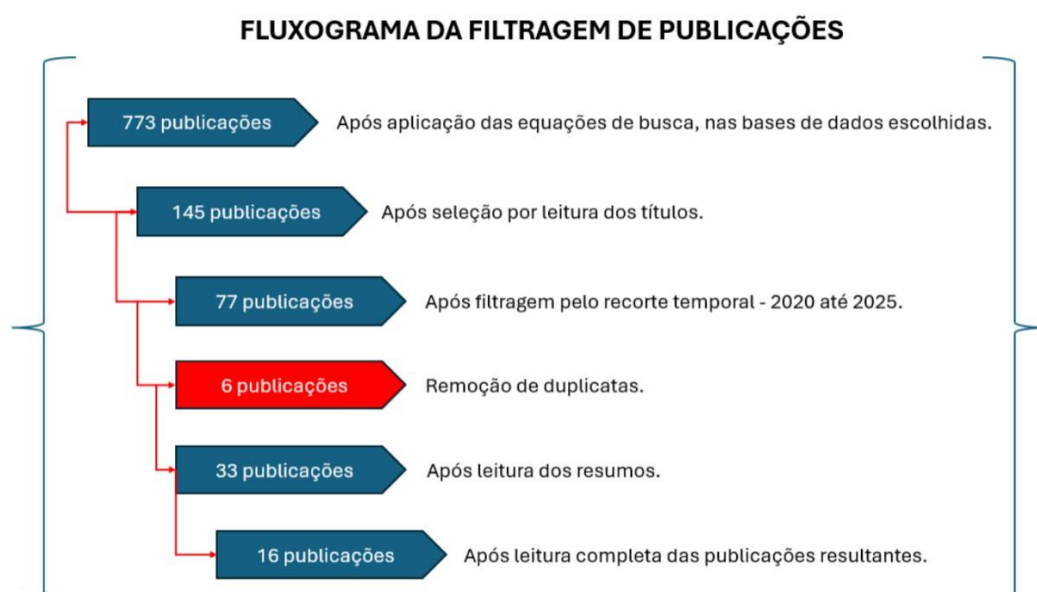 FLUXOGRAMA DA FILTRAGEM DE PUBLICAÇÕES
773 publicações Após aplicação das equações de busca, nas bases de dados escolhidas.
145 publicações Após seleção por leitura dos títulos.
77 publicações Após filtragem pelo recorte temporal - 2020 até 2025.
6 publicações Remoção de duplicatas.
33 publicações Após leitura dos resumos.
16 publicações Após leitura completa das publicações resultantes.